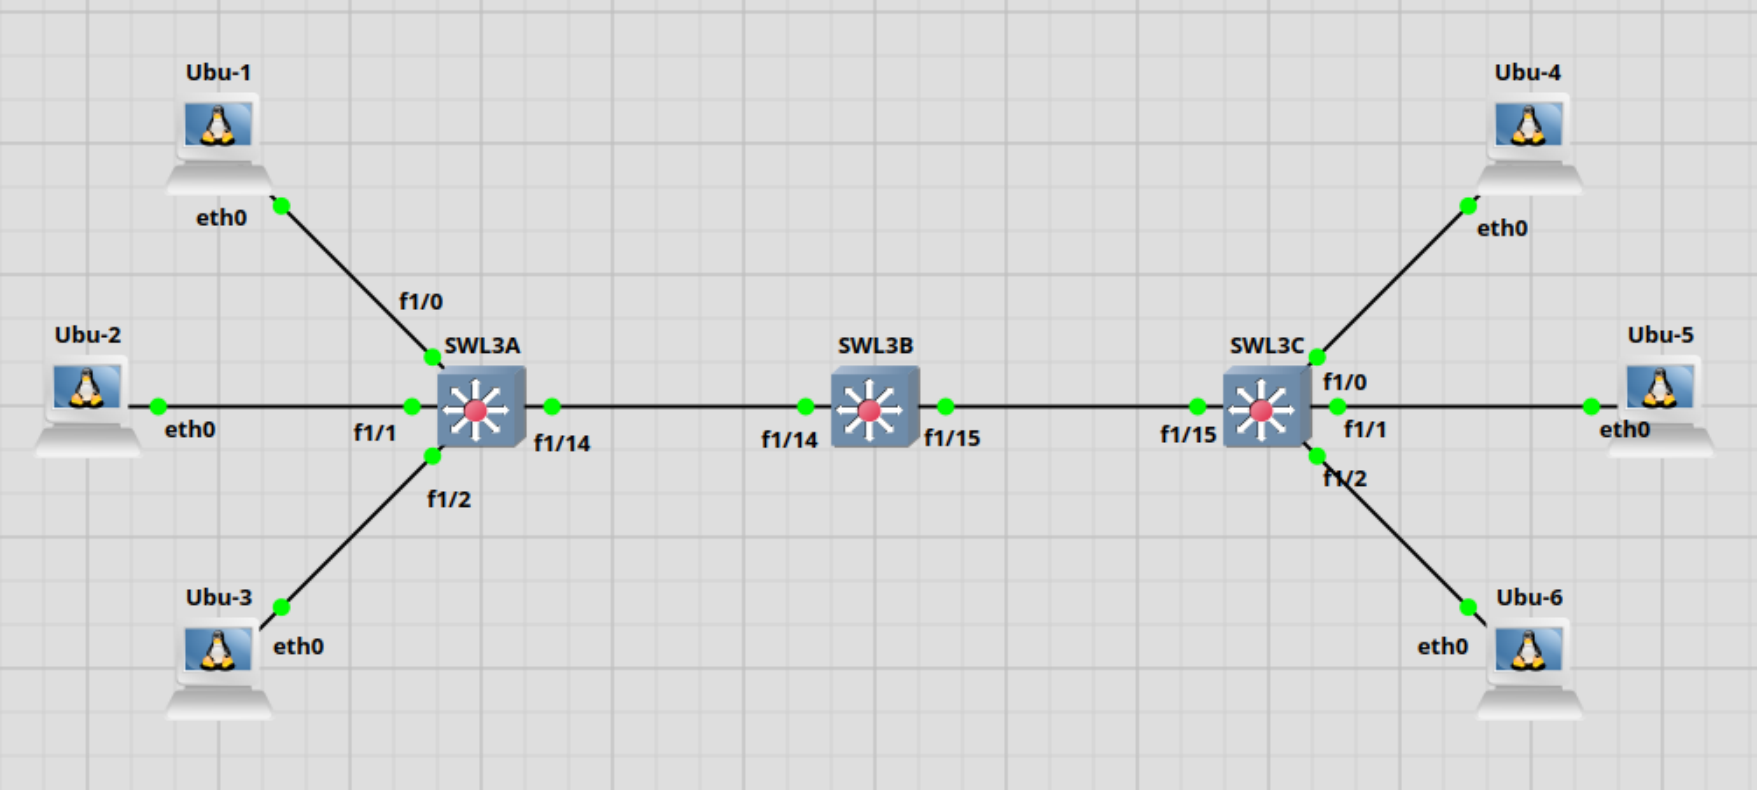 Ubu-1
Ubu-4
eth0
eth0
f1/0
Ubu-2
SWL3A
SWL3B
SWL3C
Ubu-5
f1/0
eth0
f1/1
f1/14
f1/14
f1/15
f1/15
f1/1
eth0
f1/2
f1/2
Ubu-3
Ubu-6
eth0
eth0